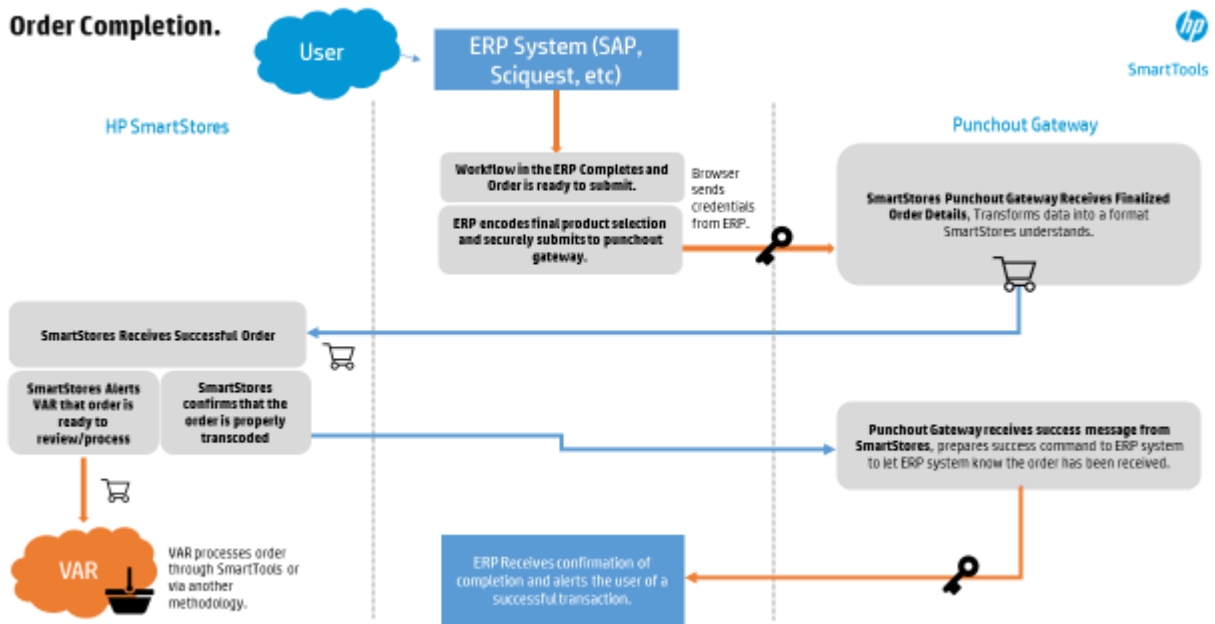 Order Completion.
User
ERP System (SAP,
Sciquest, etc)
hp
SmartTools
HP SmartStores
Punchout Gateway
Workflow in the ERP Completes and
Order is ready to submit.
Browser
sends
credentials
from ERP.
ERP encodes final product selection
and securely submits to punchout
gateway.
SmartStores Punchout Gateway Receives Finalized
Order Details, Transforms data into a format
SmartStores understands.
SmartStores Receives Successful Order
SmartStores Alerts
VAR that order is
ready to
review/process
SmartStores
confirms that the
order is properly
transcoded
Punchout Gateway receives success message from
SmartStores, prepares success command to ERP system
to let ERP system know the order has been received.
VAR
VAR processes order
through SmartTools or
via another
methodology.
ERP Receives confirmation of
completion and alerts the user of a
successful transaction.